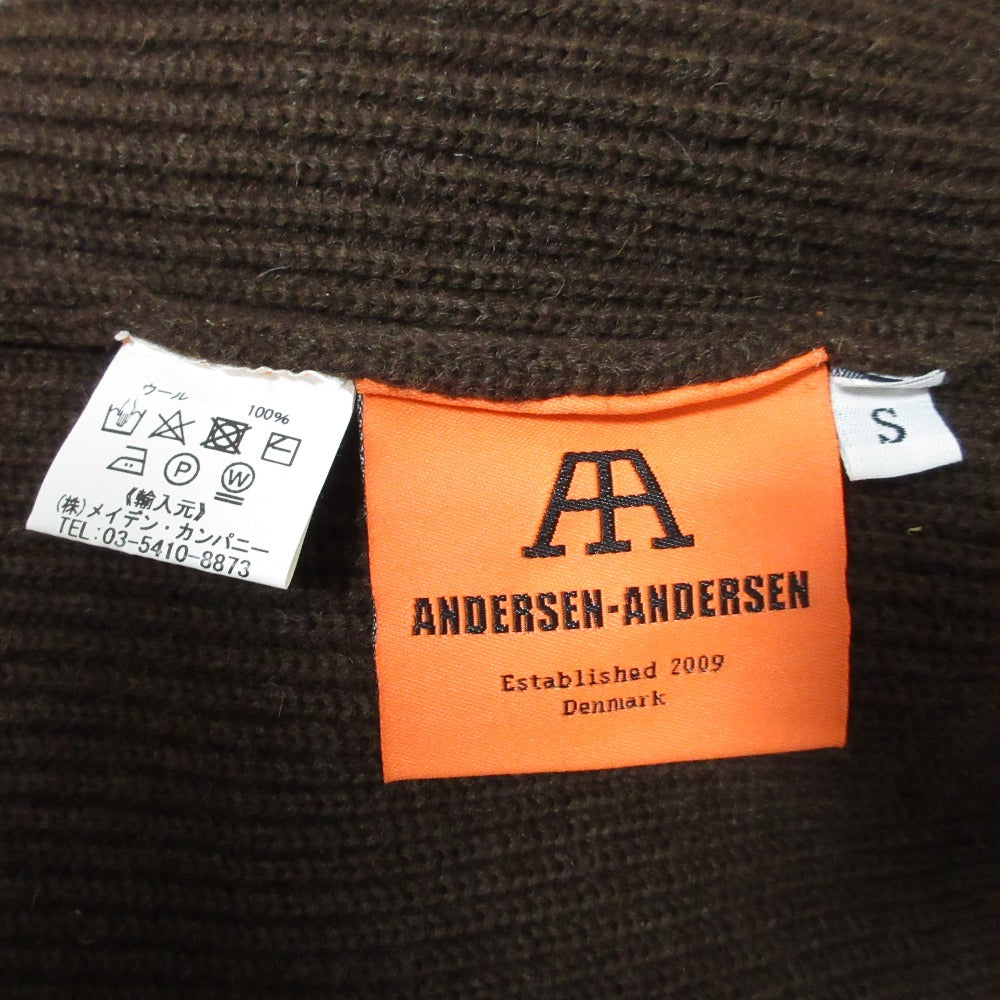 ウール
100%
P
W
《輸入元》
(株)メイデン・カンパニー
TEL:03-5410-8873
AA
ANDERSEN-ANDERSEN
Established 2009
Denmark
S